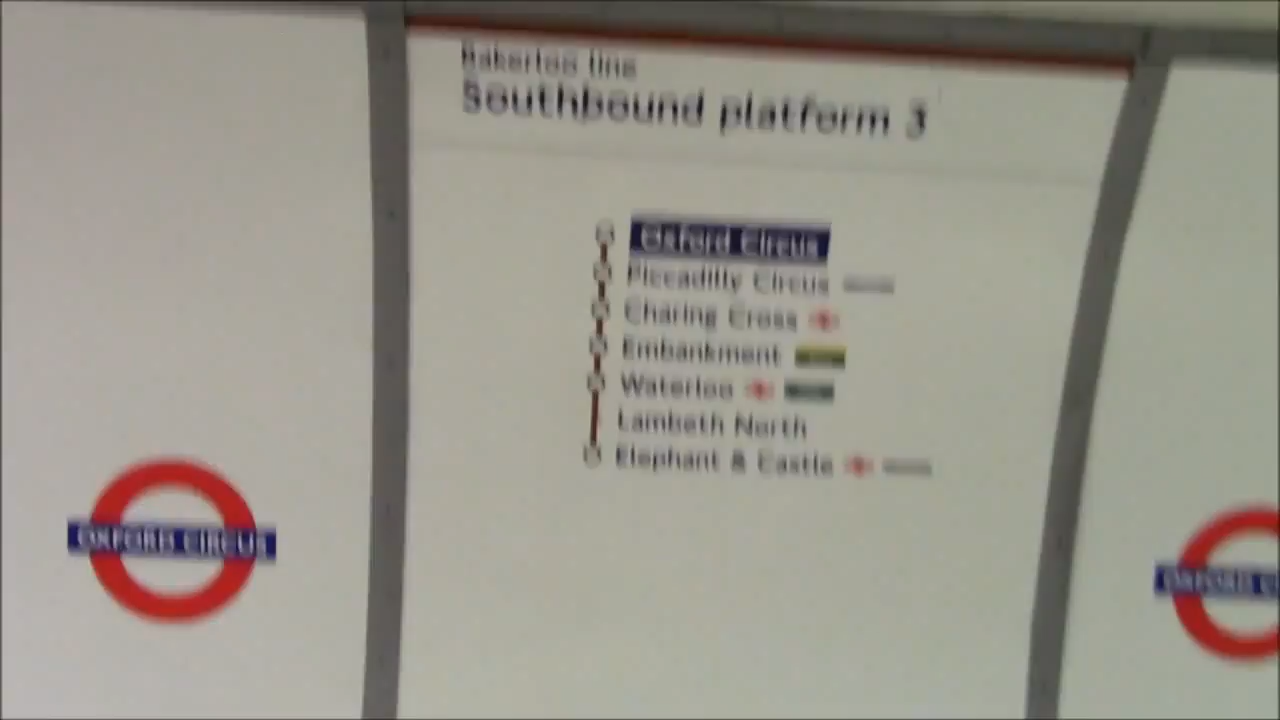 Bakerloo line
Southbound platform 3
Oxford Circus
Piccadilly Circus
Charing Cross
Embankment
Waterloo
Lambeth North
Elephant & Castle
OXFORD CIRCUS
OXFORD C